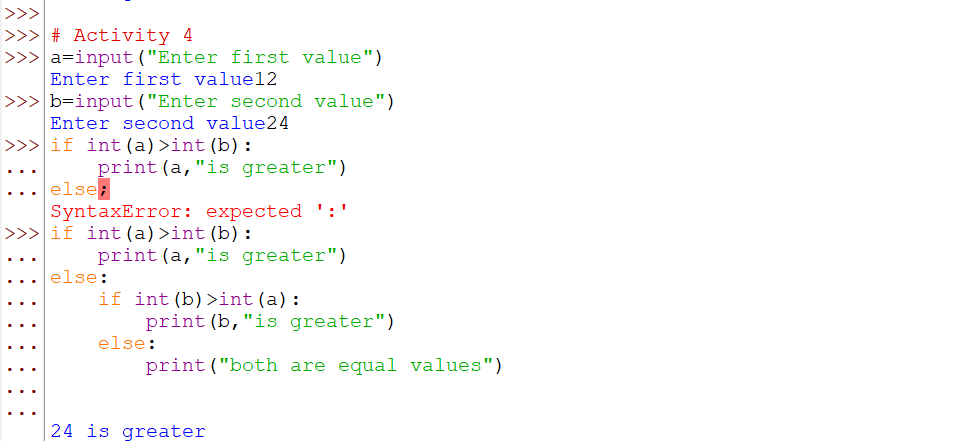 >>>
>>> # Activity 4
>>> a=input("Enter first value")
Enter first value12
>>> b=input("Enter second value")
Enter second value24
>>> if int(a)>int(b):
...     print(a,"is greater")
... else;
SyntaxError: expected ':'
>>> if int(a)>int(b):
...     print(a,"is greater")
... else:
...     if int(b)>int(a):
...         print(b,"is greater")
...     else:
...         print("both are equal values")
...
...
24 is greater